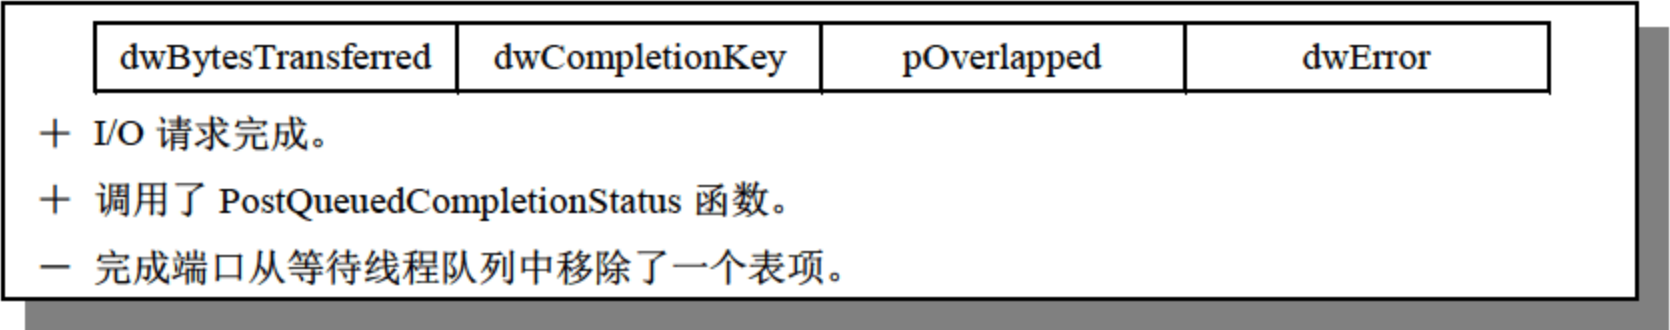 dwBytesTransferred dwCompletionKey pOverlapped dwError
+ I/O 请求完成。
+ 调用了 PostQueuedCompletionStatus 函数。
− 完成端口从等待线程队列中移除了一个表项。